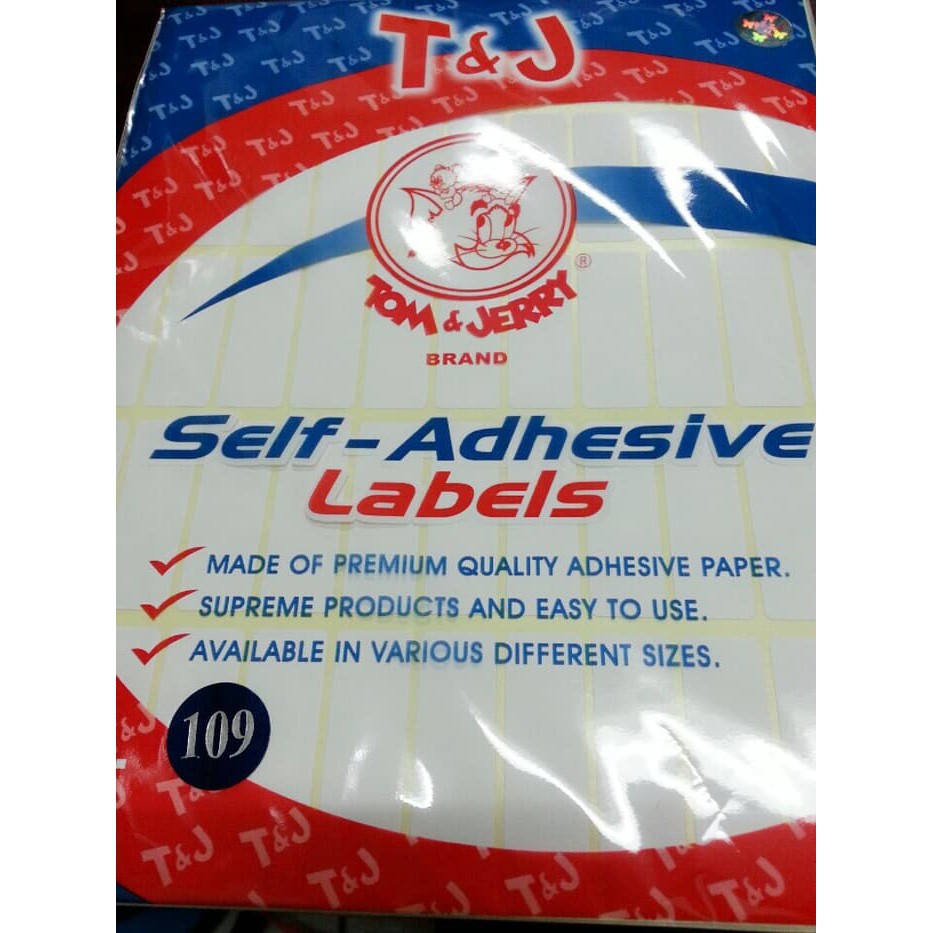 T&J
TOM & JERRY
®
BRAND
Self-Adhesive
Labels
MADE OF PREMIUM QUALITY ADHESIVE PAPER.
SUPREME PRODUCTS AND EASY TO USE.
AVAILABLE IN VARIOUS DIFFERENT SIZES.
109
T&J T&J T&J